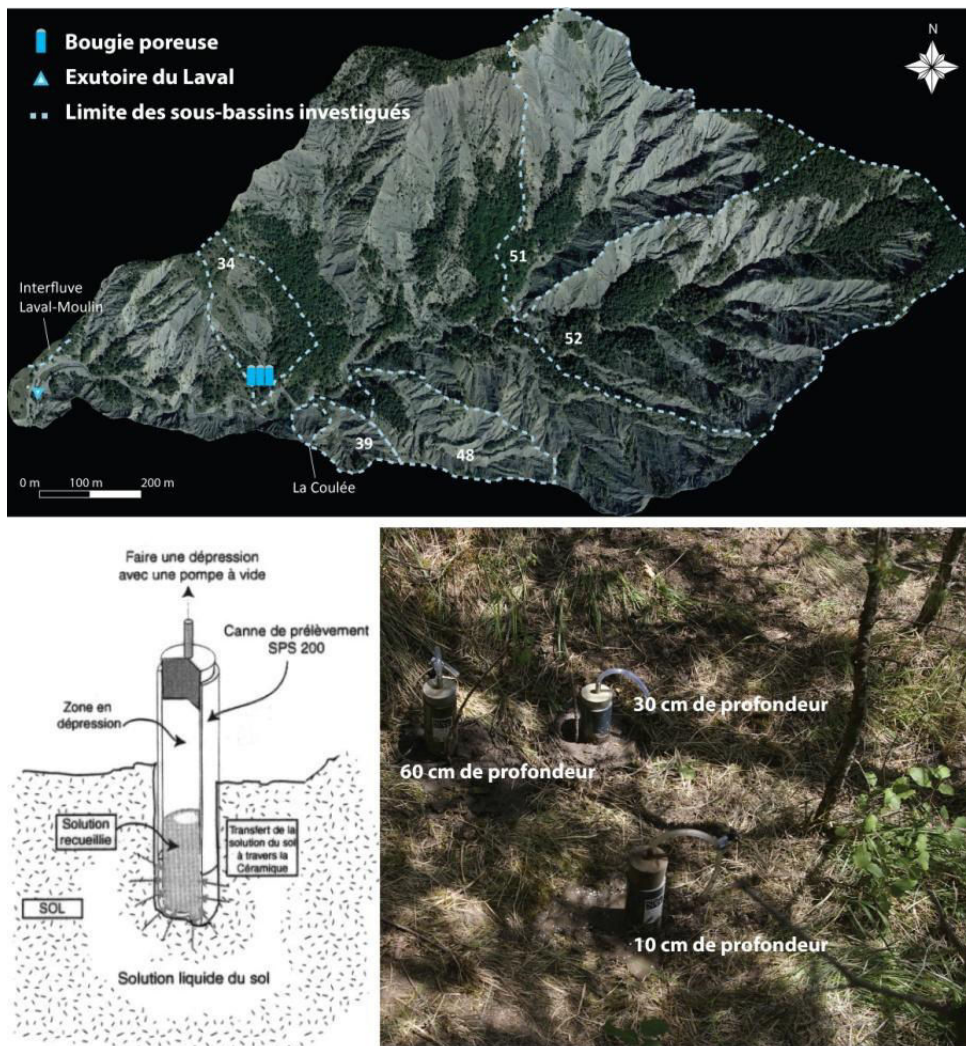 Bougie poreuse
Exutoire du Laval
Limite des sous-bassins investigués
N
51
34
Interfluve
Laval-Moulin
52
39
48
La Coulée
0 m 100 m 200 m
Faire une dépression
avec une pompe à vide
Canne de prélèvement
SPS 200
Zone en
dépression
Solution
recueillie
Transfert de la
solution du sol
à travers la
Céramique
SOL
Solution liquide du sol
30 cm de profondeur
60 cm de profondeur
10 cm de profondeur